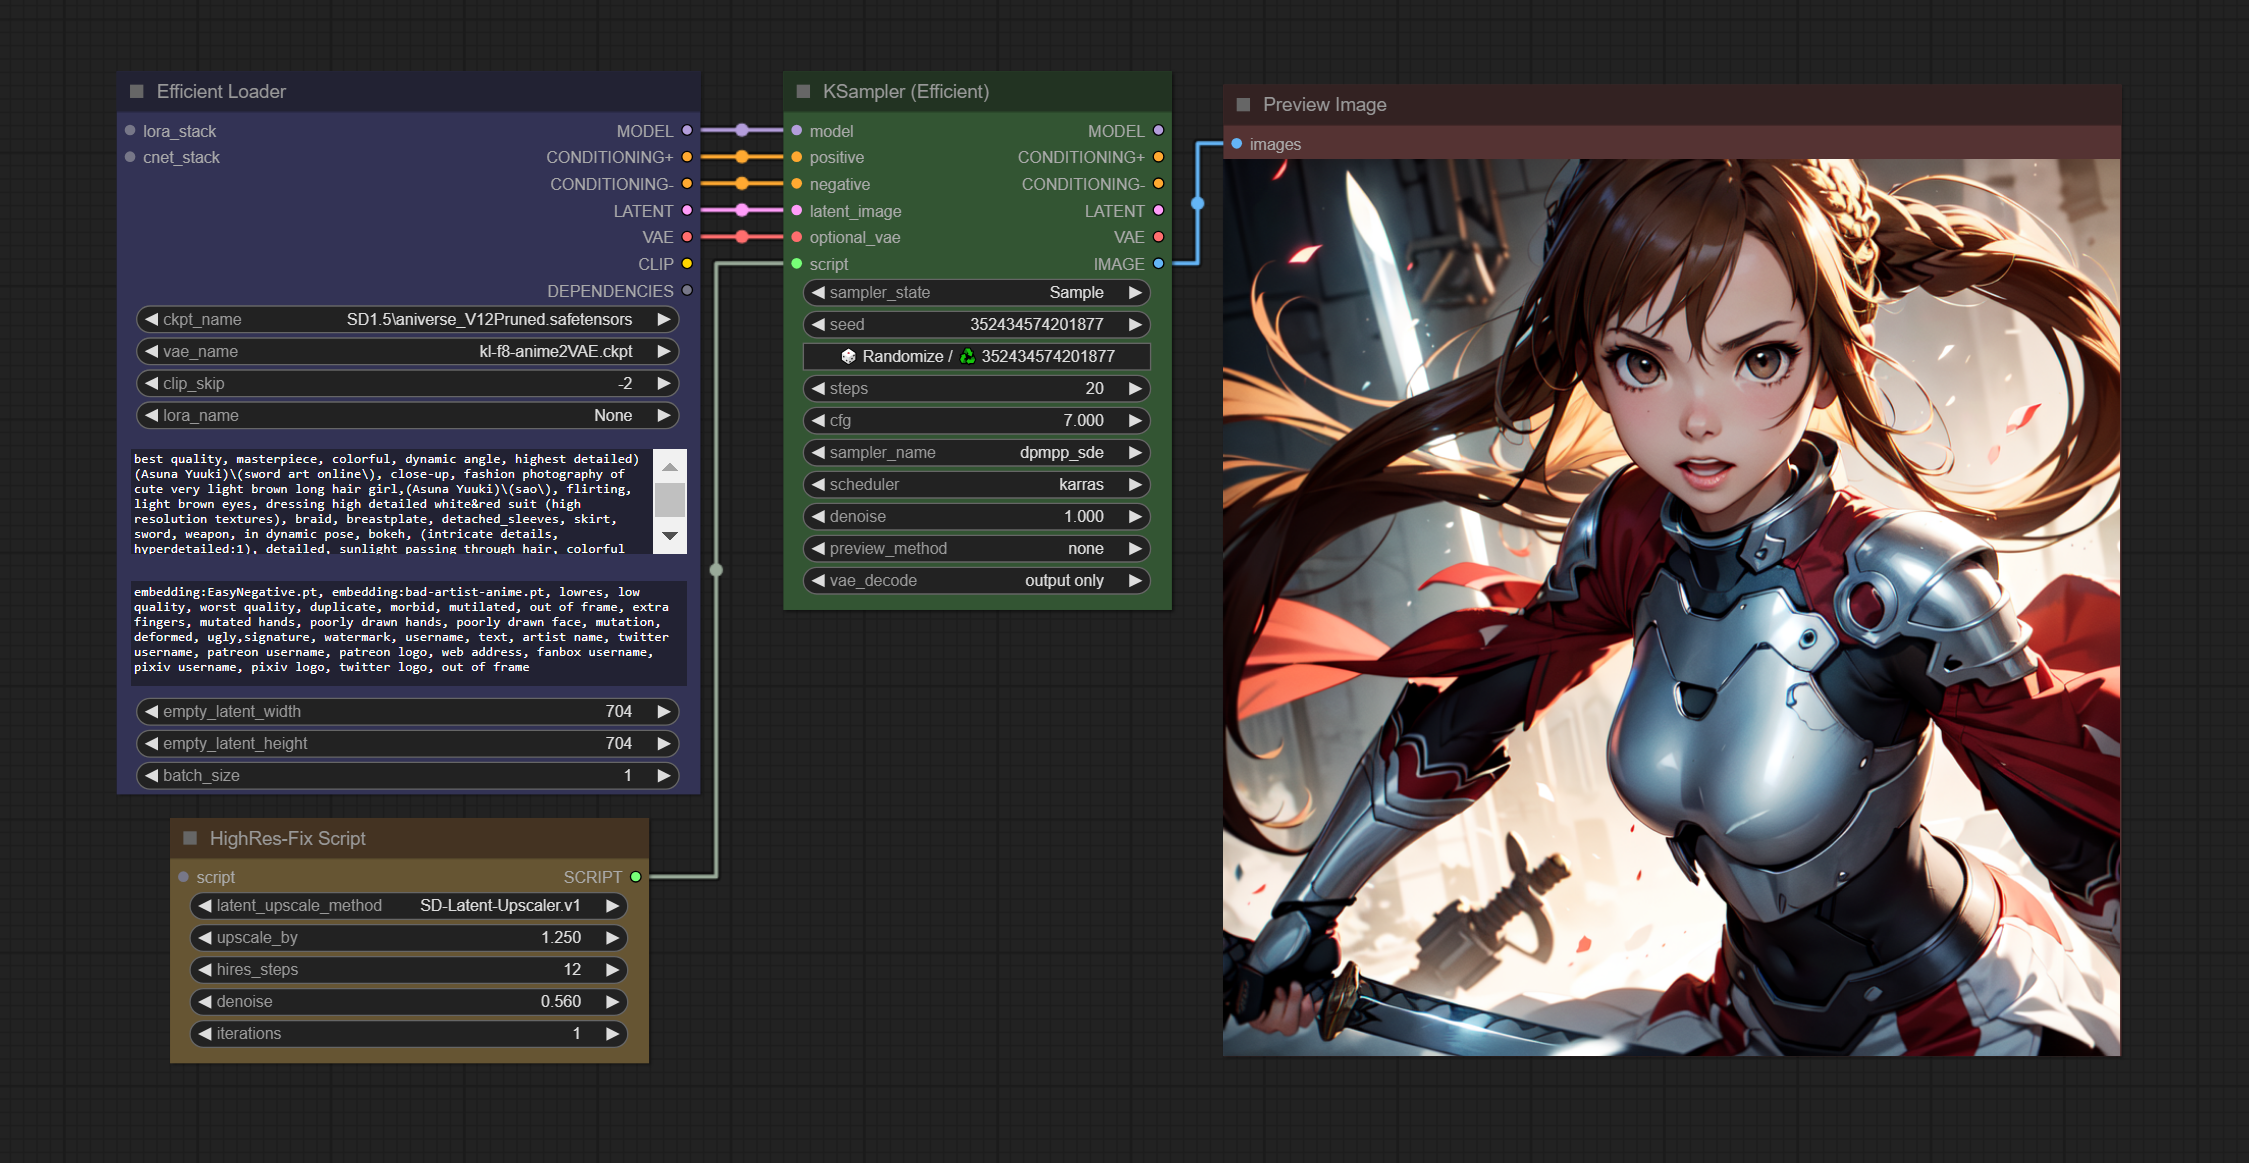 Efficient Loader
lora_stack MODEL
cnet_stack CONDITIONING+
CONDITIONING-
LATENT
VAE
CLIP
DEPENDENCIES
ckpt_name SD1.5\aniverse_V12Pruned.safetensors
vae_name kl-f8-anime2VAE.ckpt
clip_skip -2
lora_name None
best quality, masterpiece, colorful, dynamic angle, highest detailed)
(Asuna Yuuki)\(sword art online\), close-up, fashion photography of
cute very light brown long hair girl,(Asuna Yuuki)\(sao\), flirting,
light brown eyes, dressing high detailed white&red suit (high
resolution textures), braid, breastplate, detached_sleeves, skirt,
sword, weapon, in dynamic pose, bokeh, (intricate details,
hyperdetailed:1), detailed, sunlight passing through hair, colorful
embedding:EasyNegative.pt, embedding:bad-artist-anime.pt, lowres, low
quality, worst quality, duplicate, morbid, mutilated, out of frame, extra
fingers, mutated hands, poorly drawn hands, poorly drawn face, mutation,
deformed, ugly,signature, watermark, username, text, artist name, twitter
username, patreon username, patreon logo, web address, fanbox username,
pixiv username, pixiv logo, twitter logo, out of frame
empty_latent_width 704
empty_latent_height 704
batch_size 1
HighRes-Fix Script
script SCRIPT
latent_upscale_method SD-Latent-Upscaler.v1
upscale_by 1.250
hires_steps 12
denoise 0.560
iterations 1
KSampler (Efficient)
model MODEL
positive CONDITIONING+
negative CONDITIONING-
latent_image LATENT
optional_vae VAE
script IMAGE
sampler_state Sample
seed 352434574201877
🎲 Randomize / ♻️ 352434574201877
steps 20
cfg 7.000
sampler_name dpmpp_sde
scheduler karras
denoise 1.000
preview_method none
vae_decode output only
Preview Image
images